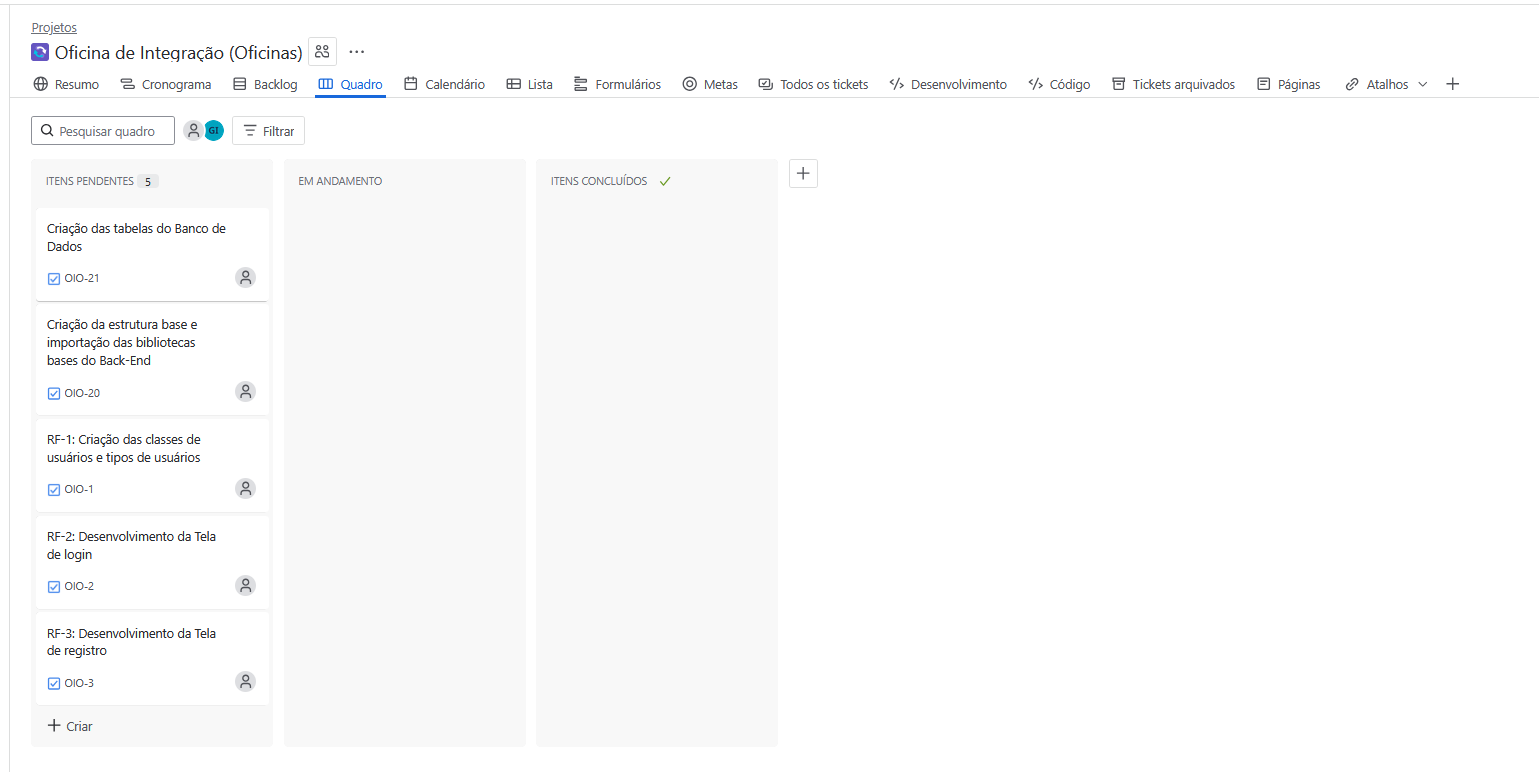 Projetos
Oficina de Integração (Oficinas)
Resumo Cronograma Backlog Quadro Calendário Lista Formulários Metas Todos os tickets Desenvolvimento Código Tickets arquivados Páginas Atalhos
Pesquisar quadro GI Filtrar
ITENS PENDENTES 5 EM ANDAMENTO ITENS CONCLUÍDOS
Criação das tabelas do Banco de
Dados
OIO-21
Criação da estrutura base e
importação das bibliotecas
bases do Back-End
OIO-20
RF-1: Criação das classes de
usuários e tipos de usuários
OIO-1
RF-2: Desenvolvimento da Tela
de login
OIO-2
RF-3: Desenvolvimento da Tela
de registro
OIO-3
Criar